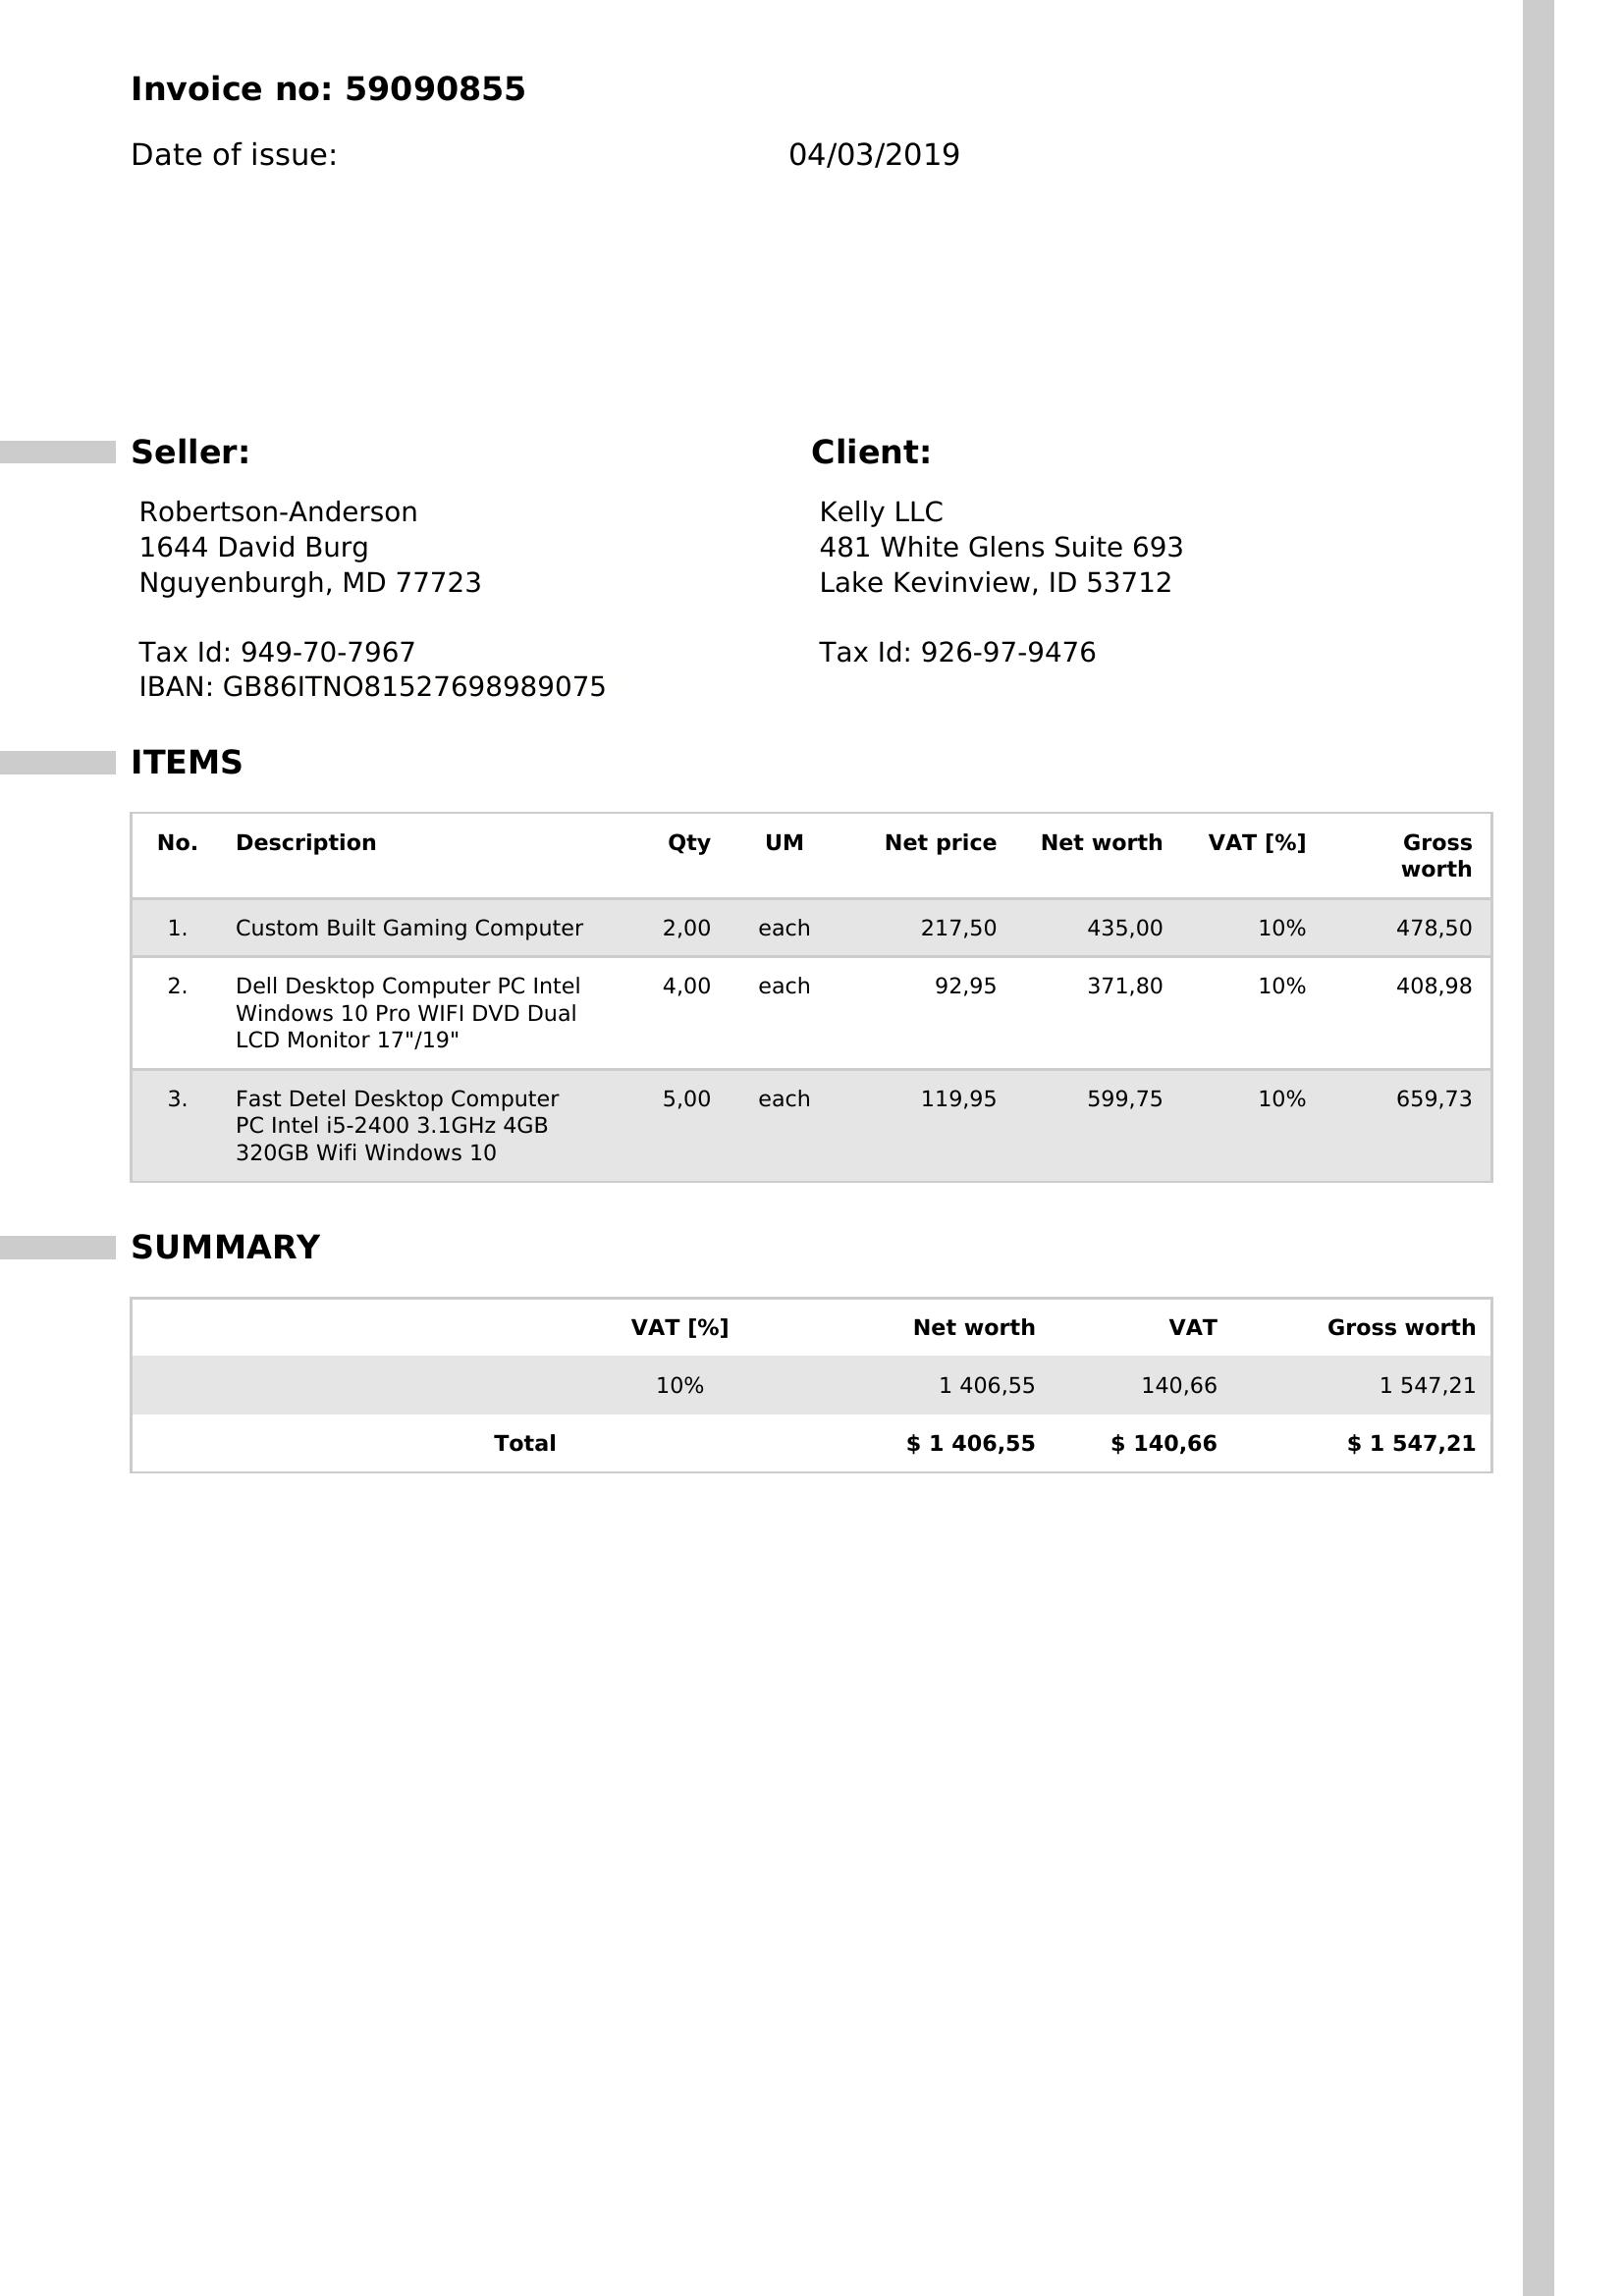 Invoice no: 59090855
Date of issue: 04/03/2019
Seller:
Robertson-Anderson
1644 David Burg
Nguyenburgh, MD 77723
Tax Id: 949-70-7967
IBAN: GB86ITNO81527698989075
Client:
Kelly LLC
481 White Glens Suite 693
Lake Kevinview, ID 53712
Tax Id: 926-97-9476
ITEMS
No. Description Qty UM Net price Net worth VAT [%] Gross
worth
1. Custom Built Gaming Computer 2,00 each 217,50 435,00 10% 478,50
2. Dell Desktop Computer PC Intel 4,00 each 92,95 371,80 10% 408,98
Windows 10 Pro WIFI DVD Dual
LCD Monitor 17"/19"
3. Fast Detel Desktop Computer 5,00 each 119,95 599,75 10% 659,73
PC Intel i5-2400 3.1GHz 4GB
320GB Wifi Windows 10
SUMMARY
VAT [%] Net worth VAT Gross worth
10% 1 406,55 140,66 1 547,21
Total $ 1 406,55 $ 140,66 $ 1 547,21